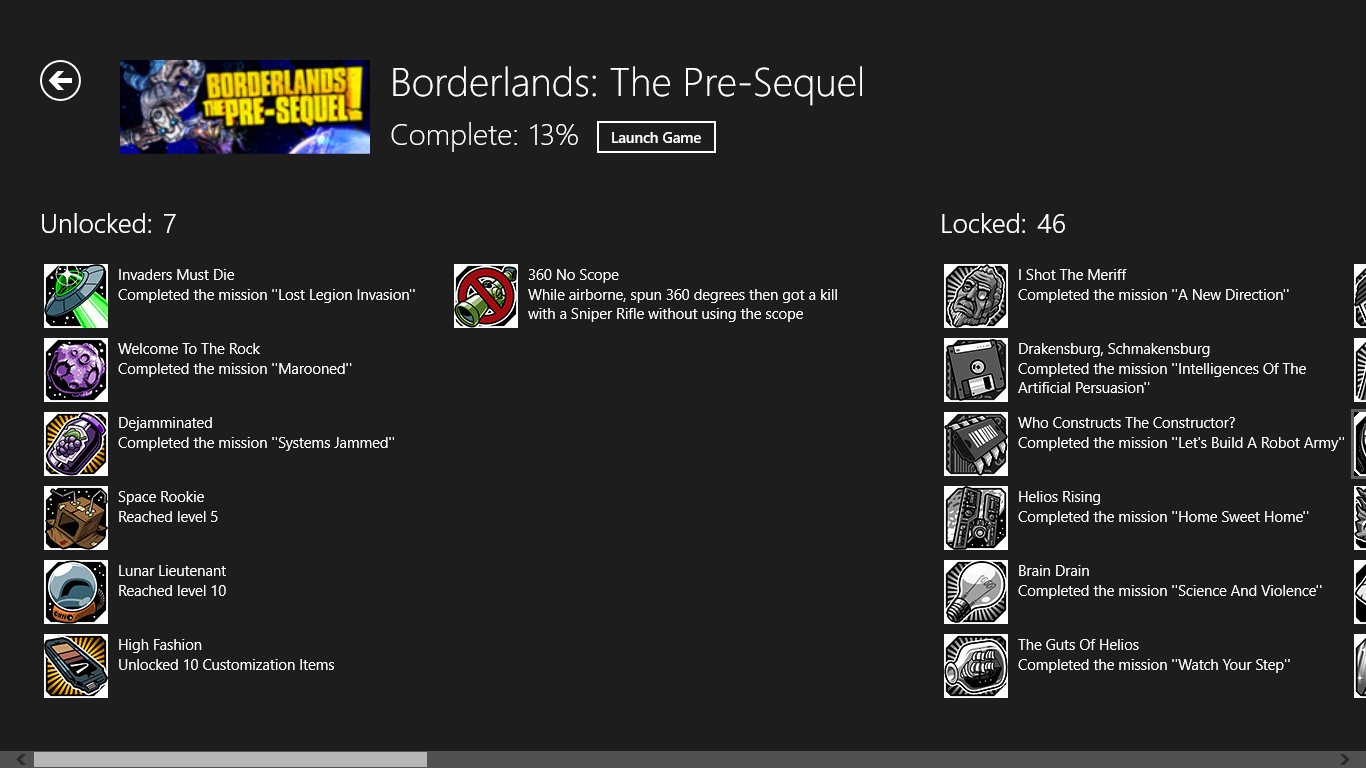 BORDERLANDS
THE PRE-SEQUEL!
Borderlands: The Pre-Sequel
Complete: 13%
Launch Game
Unlocked: 7
Invaders Must Die
Completed the mission "Lost Legion Invasion"
Welcome To The Rock
Completed the mission "Marooned"
Dejamminated
Completed the mission "Systems Jammed"
Space Rookie
Reached level 5
Lunar Lieutenant
Reached level 10
High Fashion
Unlocked 10 Customization Items
360 No Scope
While airborne, spun 360 degrees then got a kill
with a Sniper Rifle without using the scope
Locked: 46
I Shot The Meriff
Completed the mission "A New Direction"
Drakensburg, Schmakensburg
Completed the mission "Intelligences Of The
Artificial Persuasion"
Who Constructs The Constructor?
Completed the mission "Let's Build A Robot Army"
Helios Rising
Completed the mission "Home Sweet Home"
Brain Drain
Completed the mission "Science And Violence"
The Guts Of Helios
Completed the mission "Watch Your Step"